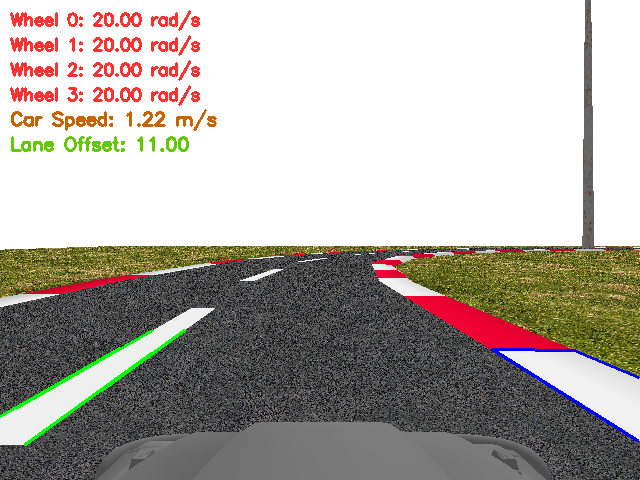 Wheel 0: 20.00 rad/s
Wheel 1: 20.00 rad/s
Wheel 2: 20.00 rad/s
Wheel 3: 20.00 rad/s
Car Speed: 1.22 m/s
Lane Offset: 11.00